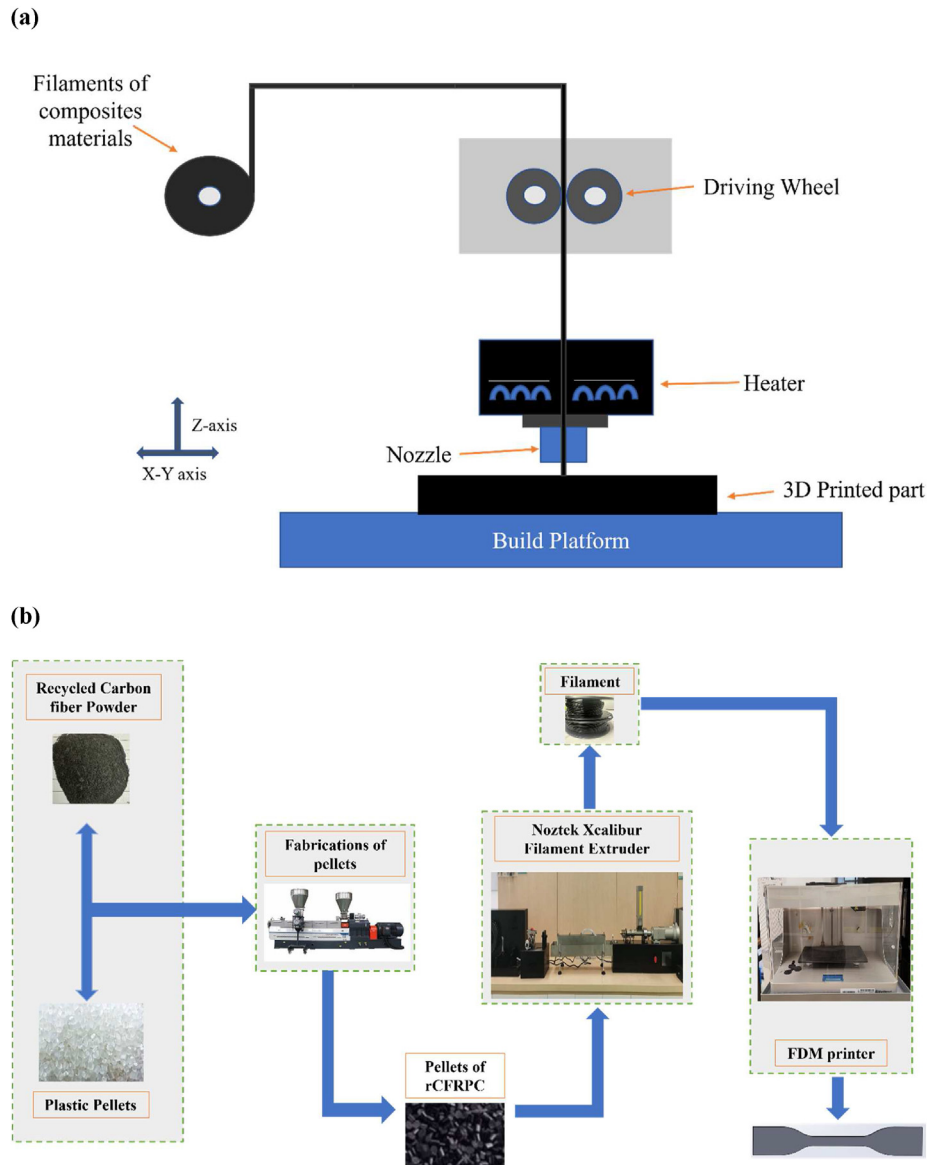 (a)
Filaments of
composites
materials
Driving Wheel
Heater
Z-axis
X-Y axis
Nozzle
3D Printed part
Build Platform
(b)
Recycled Carbon
fiber Powder
Plastic Pellets
Fabrications of
pellets
Pellets of
rCFRPC
Noztek Xcalibur
Filament Extruder
Filament
FDM printer